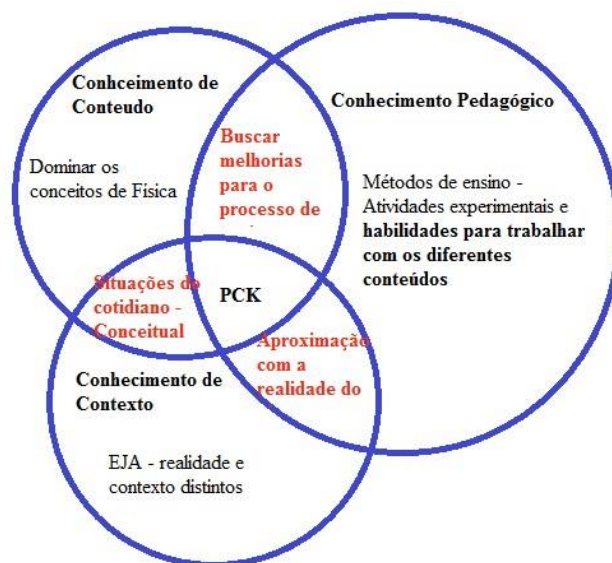 Conhceimento de
Conteudo
Dominar os
conceitos de Física
Buscar
melhorias
para o
processo de
Conhecimento Pedagógico
Métodos de ensino -
Atividades experimentais e
habilidades para trabalhar
com os diferentes
conteúdos
Situações do
cotidiano -
Conceitual
PCK
Aproximação
com a
realidade do
Conhecimento de
Contexto
EJA - realidade e
contexto distintos